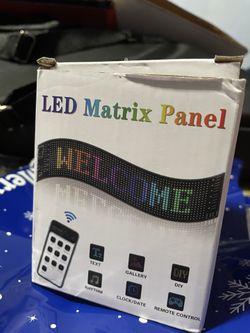 LED Matrix Panel
WELCOME
TEXT
GALLERY
DIY
RHYTHM
CLOCK/DATE
REMOTE CONTROL